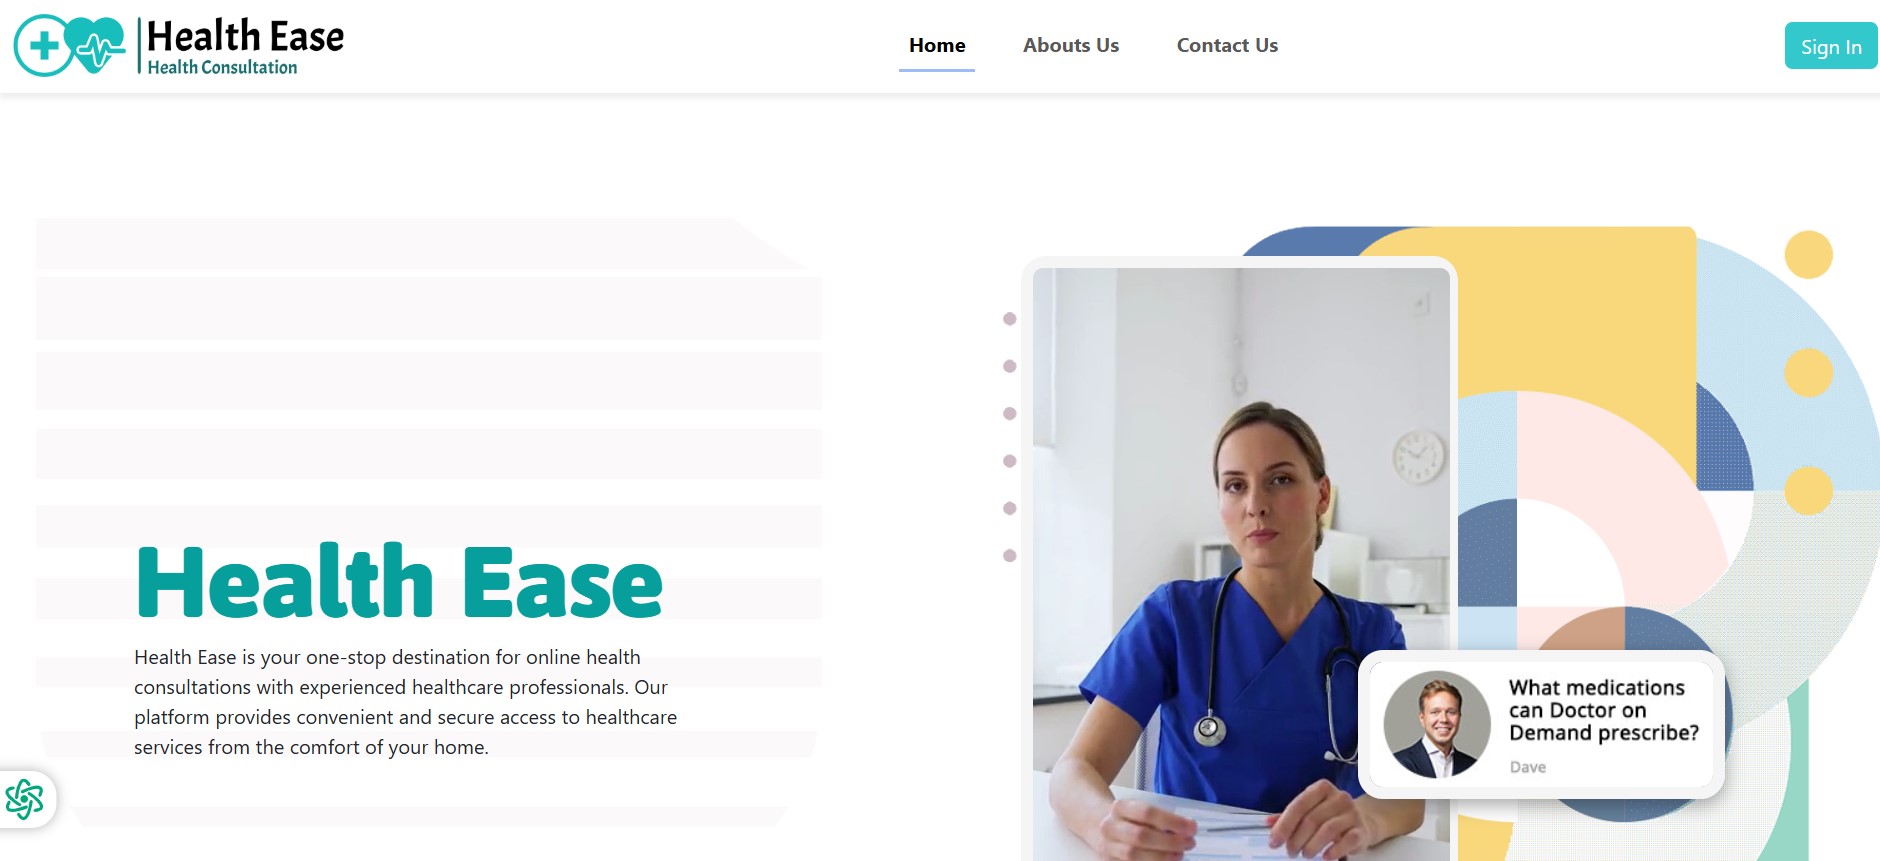 Health Ease
Health Consultation
Home
Abouts Us
Contact Us
Sign In
Health Ease
Health Ease is your one-stop destination for online health
consultations with experienced healthcare professionals. Our
platform provides convenient and secure access to healthcare
services from the comfort of your home.
What medications
can Doctor on
Demand prescribe?
Dave